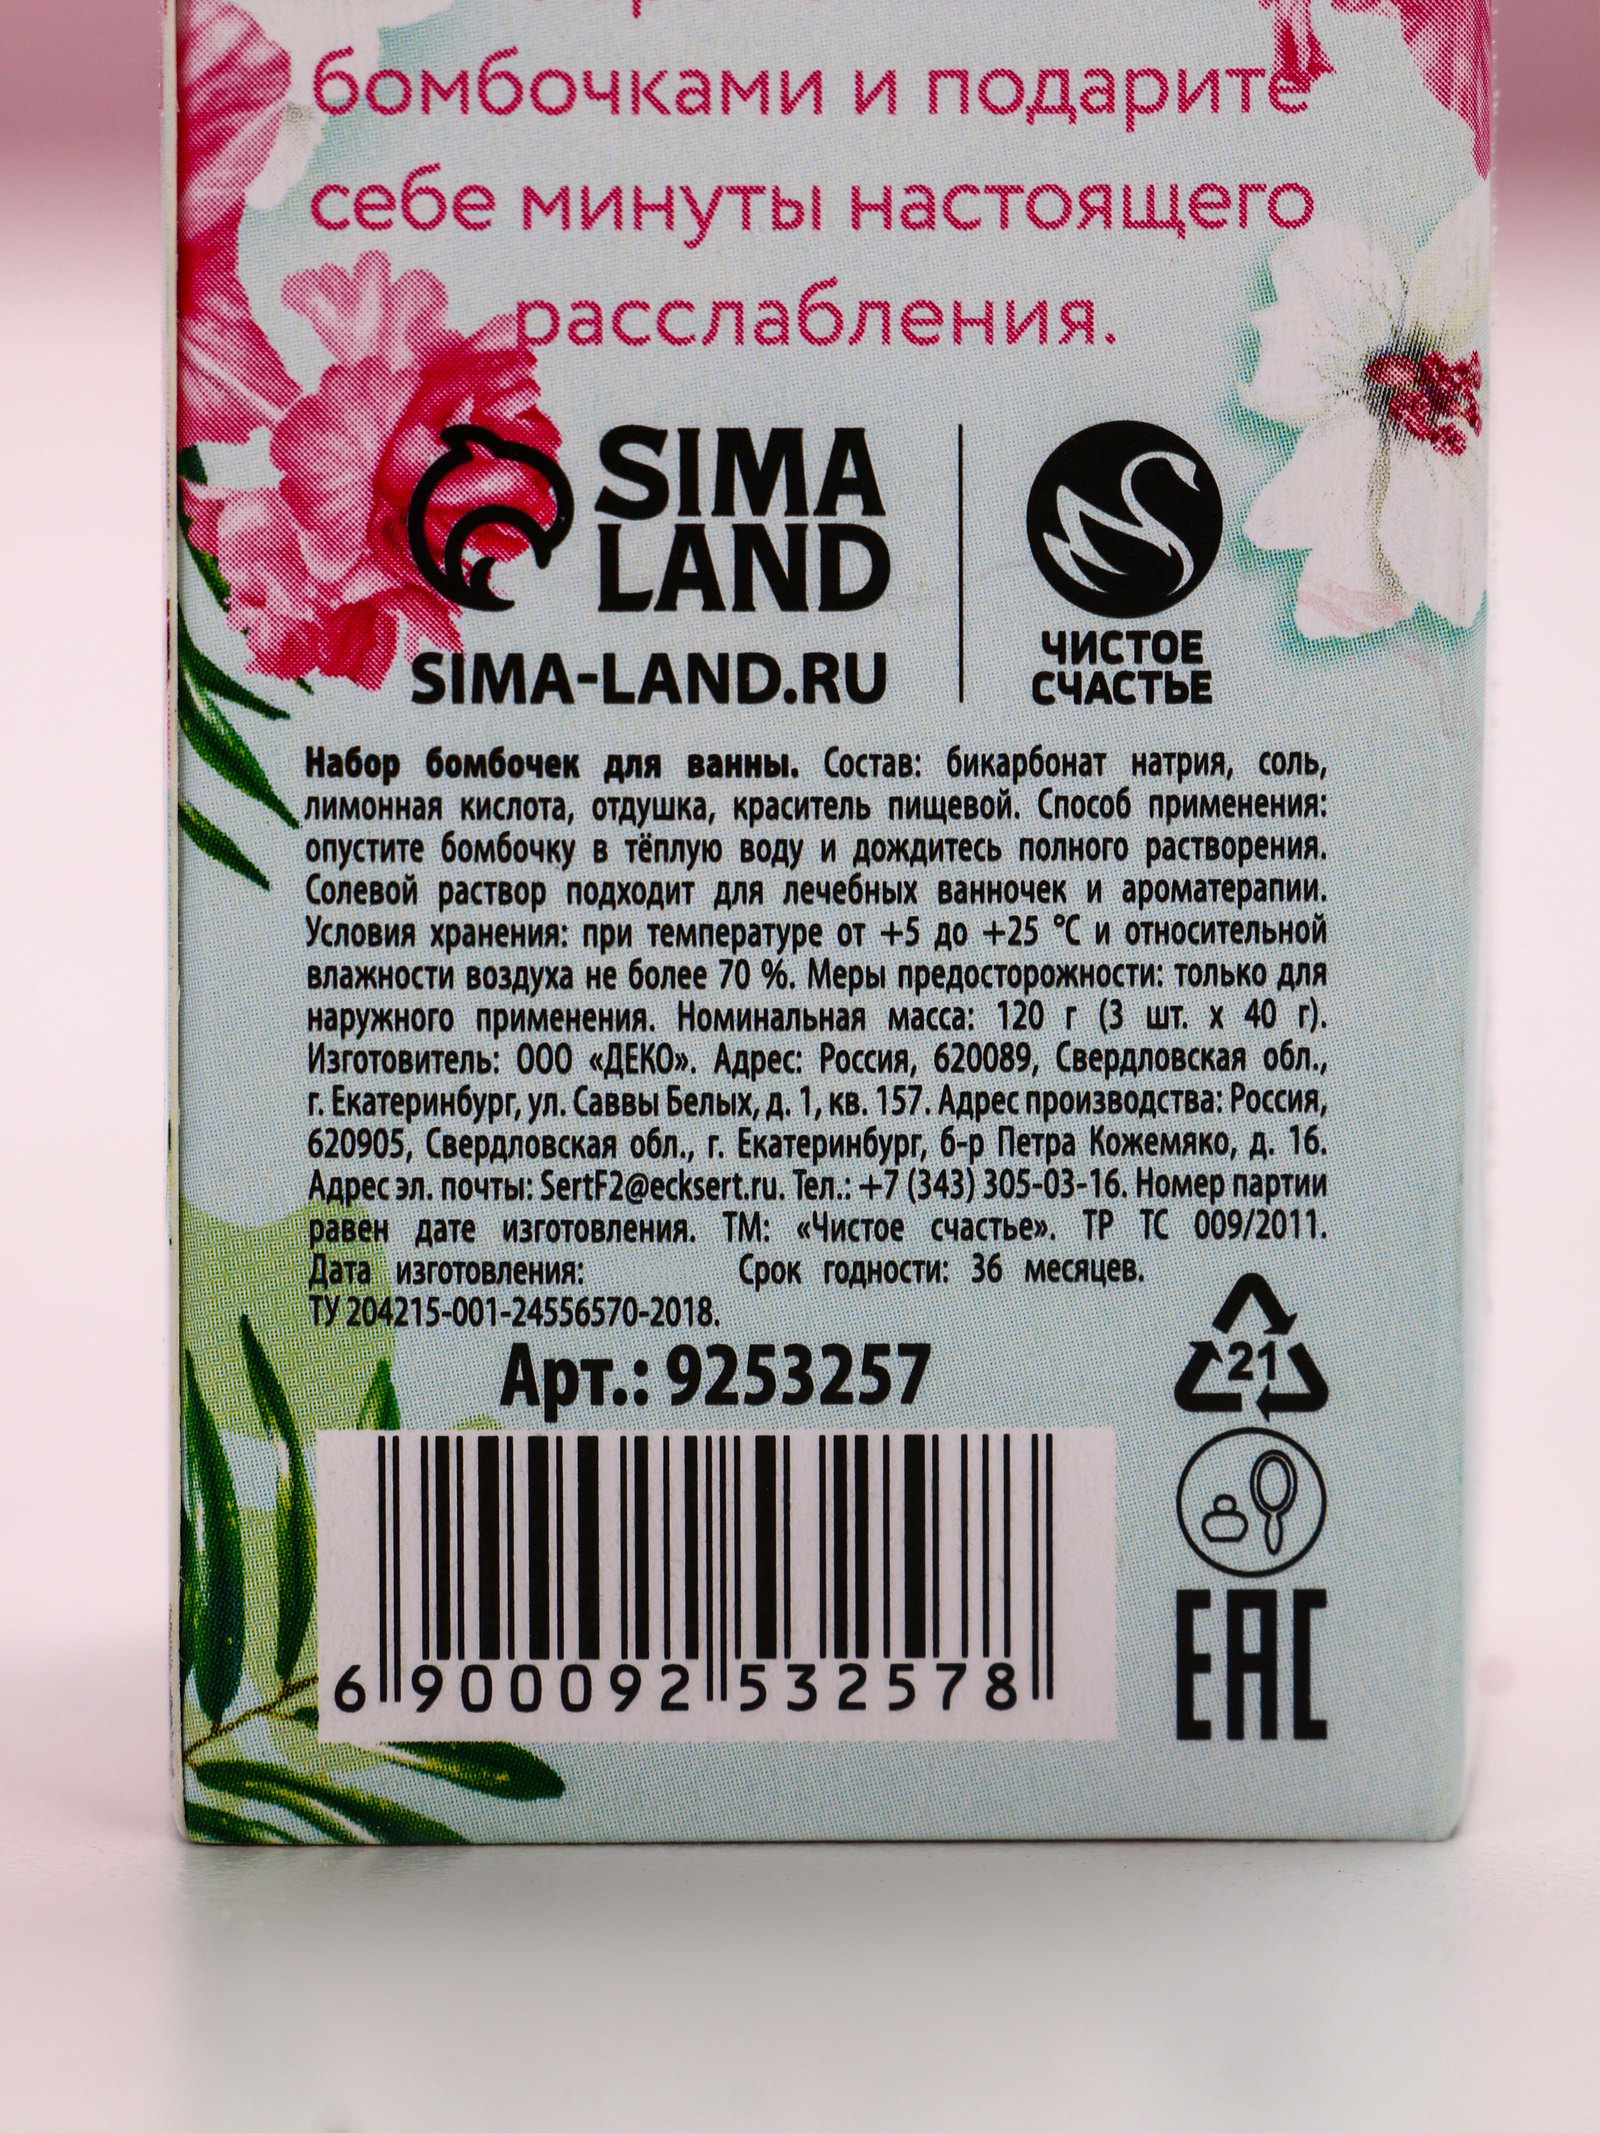 бомбочками и подарите
себе минуты настоящего
расслабления.
SIMA
LAND
SIMA-LAND.RU
ЧИСТОЕ
СЧАСТЬЕ
Набор бомбочек для ванны. Состав: бикарбонат натрия, соль,
лимонная кислота, отдушка, краситель пищевой. Способ применения:
опустите бомбочку в тёплую воду и дождитесь полного растворения.
Солевой раствор подходит для лечебных ванночек и ароматерапии.
Условия хранения: при температуре от +5 до +25 °С и относительной
влажности воздуха не более 70 %. Меры предосторожности: только для
наружного применения. Номинальная масса: 120 г (3 шт. х 40 г).
Изготовитель: ООО «ДЕКО». Адрес: Россия, 620089, Свердловская обл.,
г. Екатеринбург, ул. Саввы Белых, д. 1, кв. 157. Адрес производства: Россия,
620905, Свердловская обл., г. Екатеринбург, б-р Петра Кожемяко, д. 16.
Адрес эл. почты: SertF2@ecksert.ru. Тел.: +7 (343) 305-03-16. Номер партии
равен дате изготовления. ТМ: «Чистое счастье». ТР ТС 009/2011.
Дата изготовления: Срок годности: 36 месяцев.
ТУ 204215-001-24556570-2018.
Арт.: 9253257
21
6 900092 532578
EAC